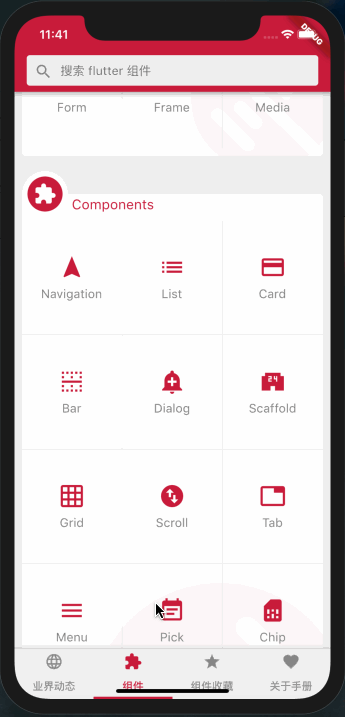 11:41
DEBUG
搜索 flutter 组件
Form Frame Media
Components
Navigation List Card
Bar Dialog Scaffold
24
Grid Scroll Tab
Menu Pick Chip
业界动态 组件 组件收藏 关于手册